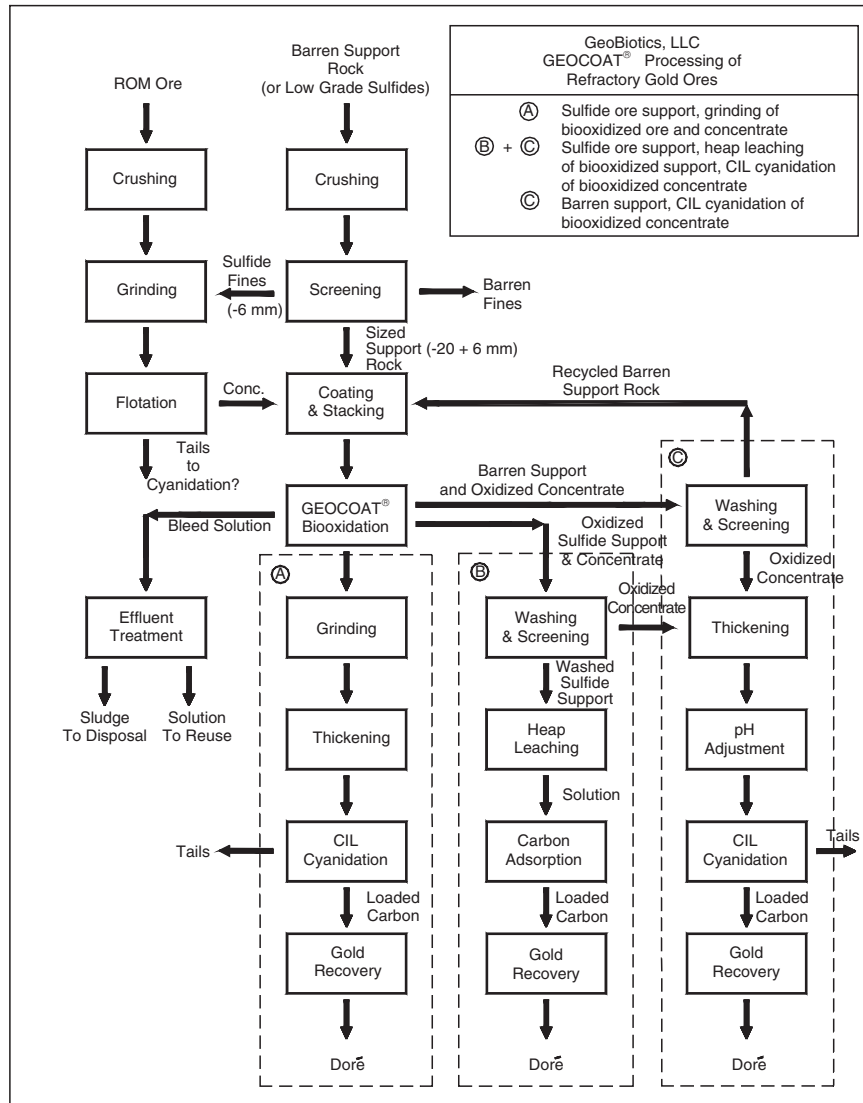 GeoBiotics, LLC
GEOCOAT® Processing of
Refractory Gold Ores
Ⓐ Sulfide ore support, grinding of
biooxidized ore and concentrate
Ⓑ + Ⓒ Sulfide ore support, heap leaching
of biooxidized support, CIL cyanidation
of biooxidized concentrate
Ⓒ Barren support, CIL cyanidation of
biooxidized concentrate
ROM Ore
Barren Support
Rock
(or Low Grade Sulfides)
Crushing
Crushing
Grinding
Sulfide
Fines
(-6 mm)
Screening
Barren
Fines
Sized
Support (-20 + 6 mm)
Rock
Flotation
Conc.
Coating
& Stacking
Recycled Barren
Support Rock
Tails
to
Cyanidation?
GEOCOAT®
Biooxidation
Bleed Solution
Barren Support
and Oxidized Concentrate
Oxidized
Sulfide Support
& Concentrate
Effluent
Treatment
Sludge
To Disposal
Solution
To Reuse
Ⓐ
Grinding
Thickening
CIL
Cyanidation
Tails
Loaded
Carbon
Gold
Recovery
Doré
Ⓑ
Washing
& Screening
Oxidized
Concentrate
Washed
Sulfide
Support
Heap
Leaching
Solution
Carbon
Adsorption
Loaded
Carbon
Gold
Recovery
Doré
Ⓒ
Washing
& Screening
Oxidized
Concentrate
Thickening
pH
Adjustment
CIL
Cyanidation
Tails
Loaded
Carbon
Gold
Recovery
Doré